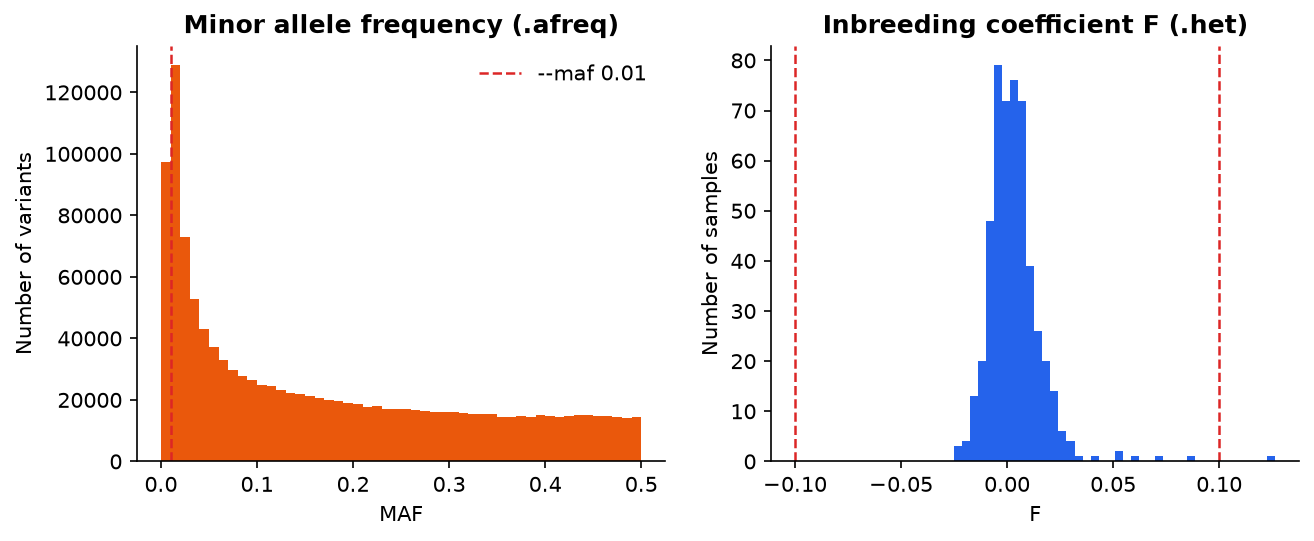 Minor allele frequency (.afreq)
--maf 0.01
Number of variants
120000
100000
80000
60000
40000
20000
0
0.0 0.1 0.2 0.3 0.4 0.5
MAF
Inbreeding coefficient F (.het)
Number of samples
80
70
60
50
40
30
20
10
0
−0.10 −0.05 0.00 0.05 0.10
F